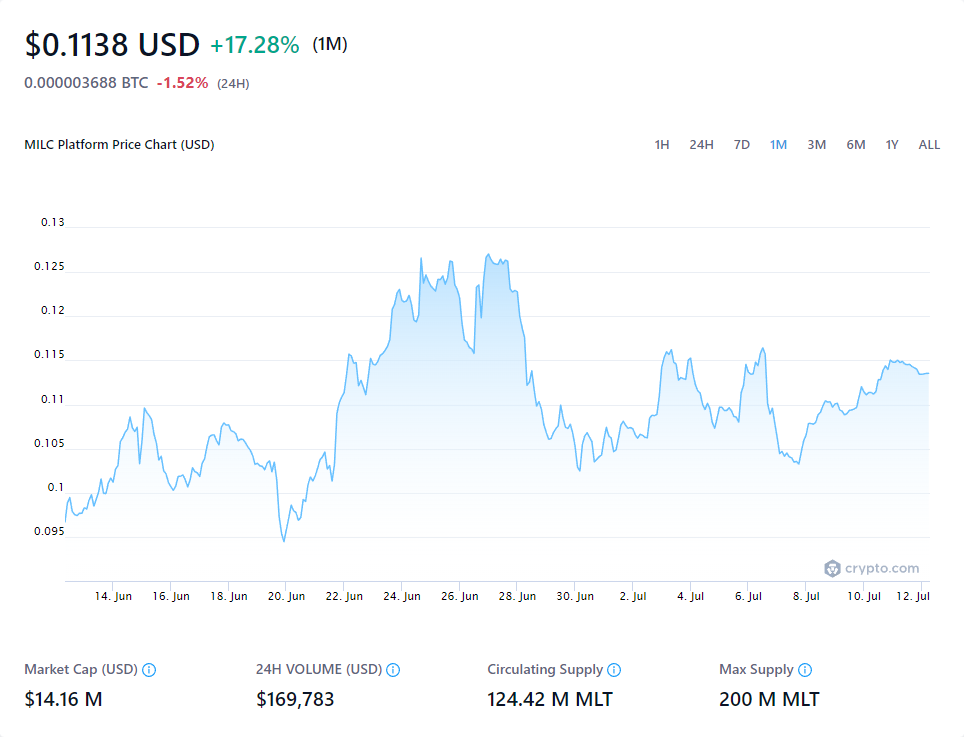 $0.1138 USD +17.28% (1M)
0.000003688 BTC -1.52% (24H)
MILC Platform Price Chart (USD)
1H 24H 7D 1M 3M 6M 1Y ALL
0.13
0.125
0.12
0.115
0.11
0.105
0.1
0.095
crypto.com
14. Jun 16. Jun 18. Jun 20. Jun 22. Jun 24. Jun 26. Jun 28. Jun 30. Jun 2. Jul 4. Jul 6. Jul 8. Jul 10. Jul 12. Jul
Market Cap (USD) 24H VOLUME (USD) Circulating Supply Max Supply
$14.16 M $169,783 124.42 M MLT 200 M MLT